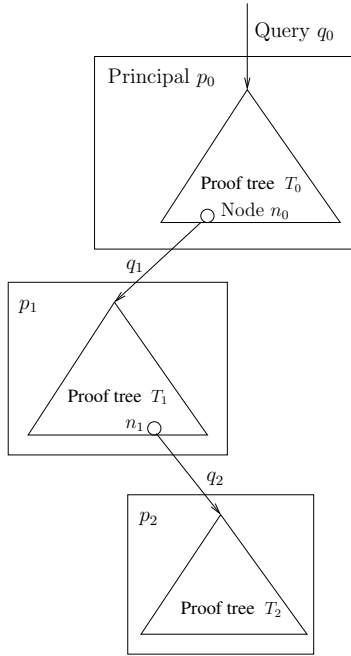 Query q₀
Principal p₀
Proof tree T₀
Node n₀
q₁
p₁
Proof tree T₁
n₁
q₂
p₂
Proof tree T₂